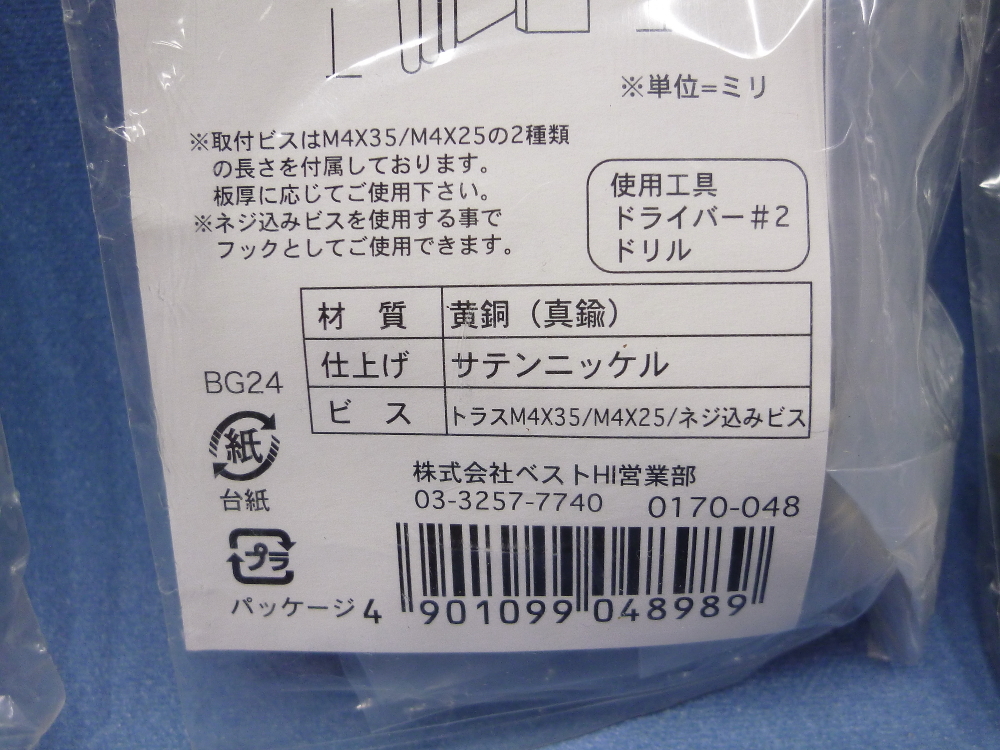 ※単位=ミリ
※取付ビスはM4X35/M4X25の2種類
の長さを付属しております。
板厚に応じてご使用下さい。
※ネジ込みビスを使用する事で
フックとしてご使用できます。
使用工具
ドライバー#2
ドリル
材 質 黄銅（真鍮）
仕上げ サテンニッケル
ビ ス トラスM4X35/M4X25/ネジ込みビス
BG24
紙
台紙
プラ
パッケージ
株式会社ベストHI営業部
03-3257-7740 0170-048
4 901099 048989